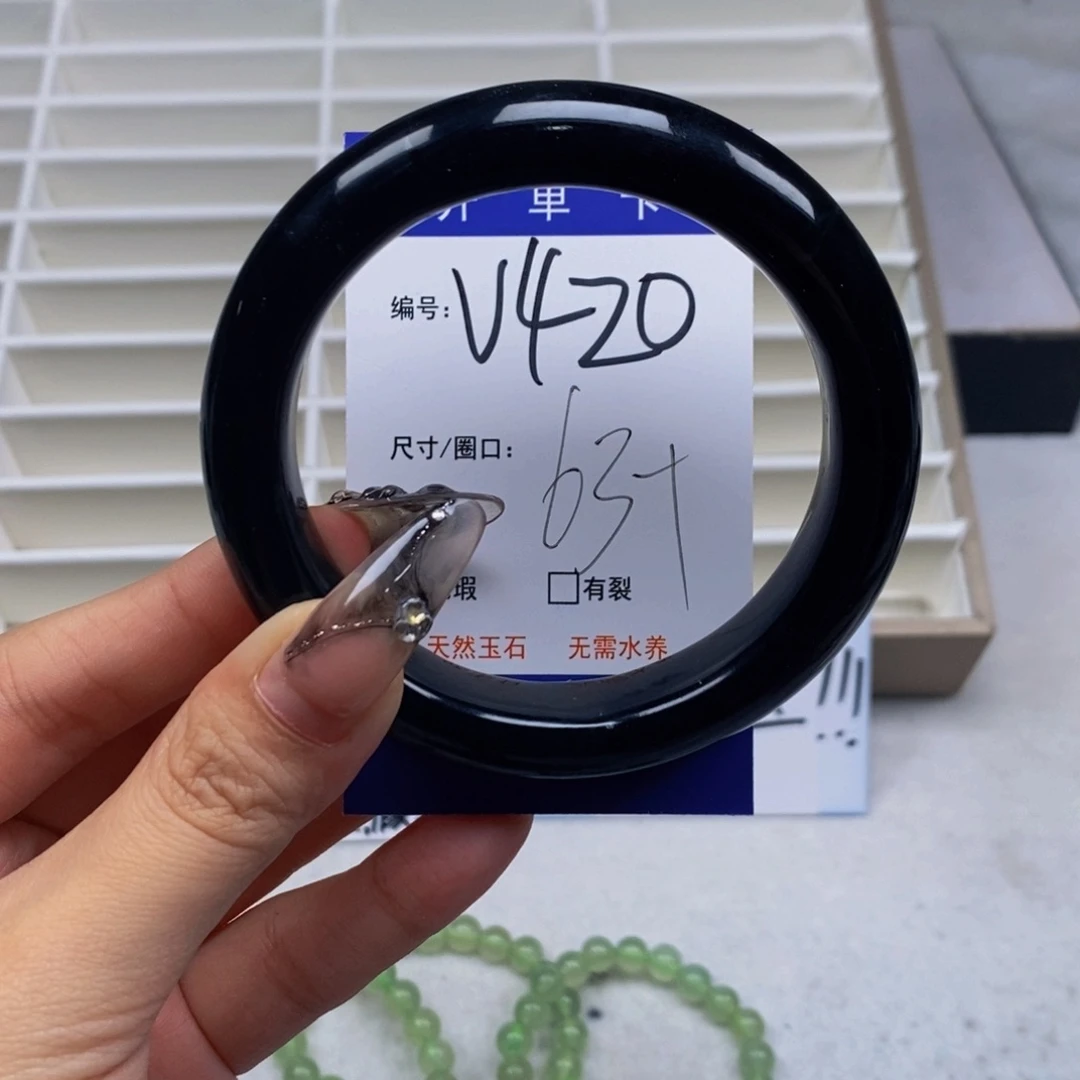 单卡
编号: V420
尺寸/圈口: 63+
瑕 □有裂
天然玉石 无需水养